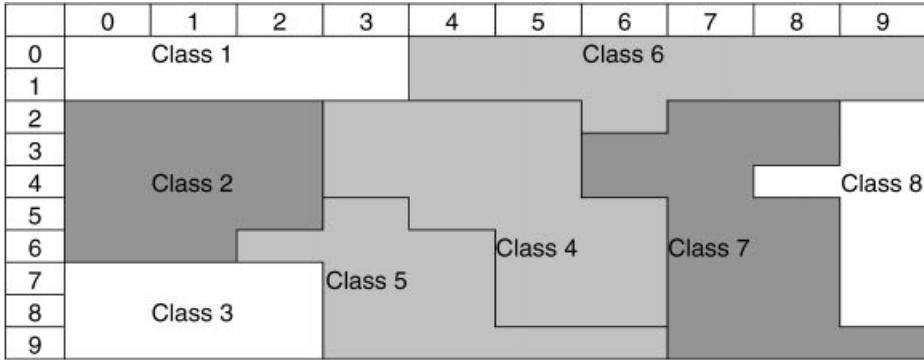 0 1 2 3 4 5 6 7 8 9
0 Class 1 Class 6
1
2
3
4 Class 2 Class 8
5
6 Class 4 Class 7
7 Class 5
8 Class 3
9